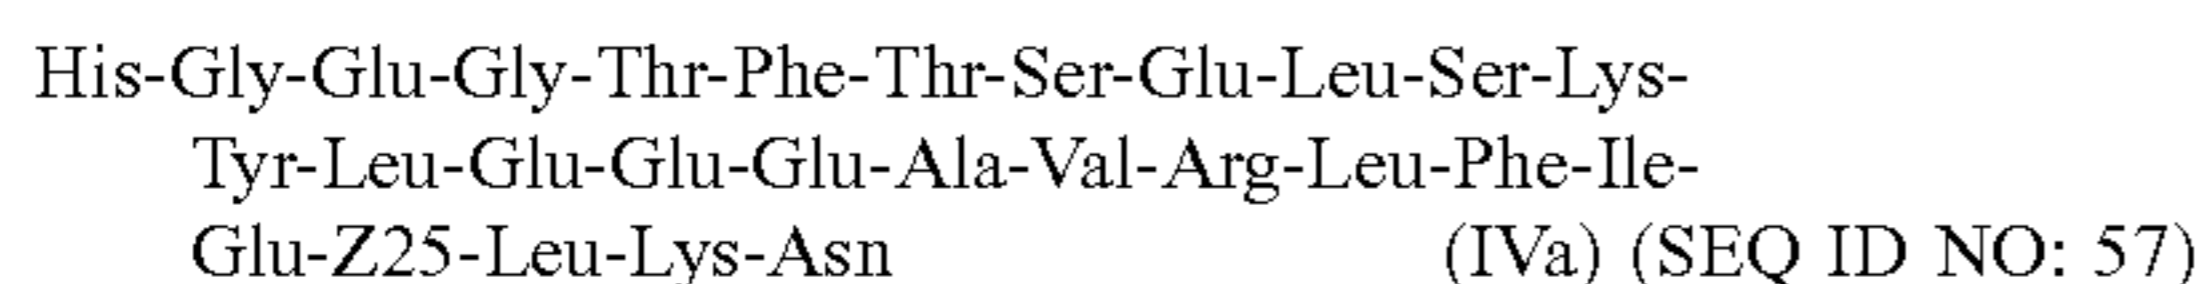 His-Gly-Glu-Gly-Thr-Phe-Thr-Ser-Glu-Leu-Ser-Lys-
Tyr-Leu-Glu-Glu-Glu-Ala-Val-Arg-Leu-Phe-Ile-
Glu-Z25-Leu-Lys-Asn (IVa) (SEQ ID NO: 57)